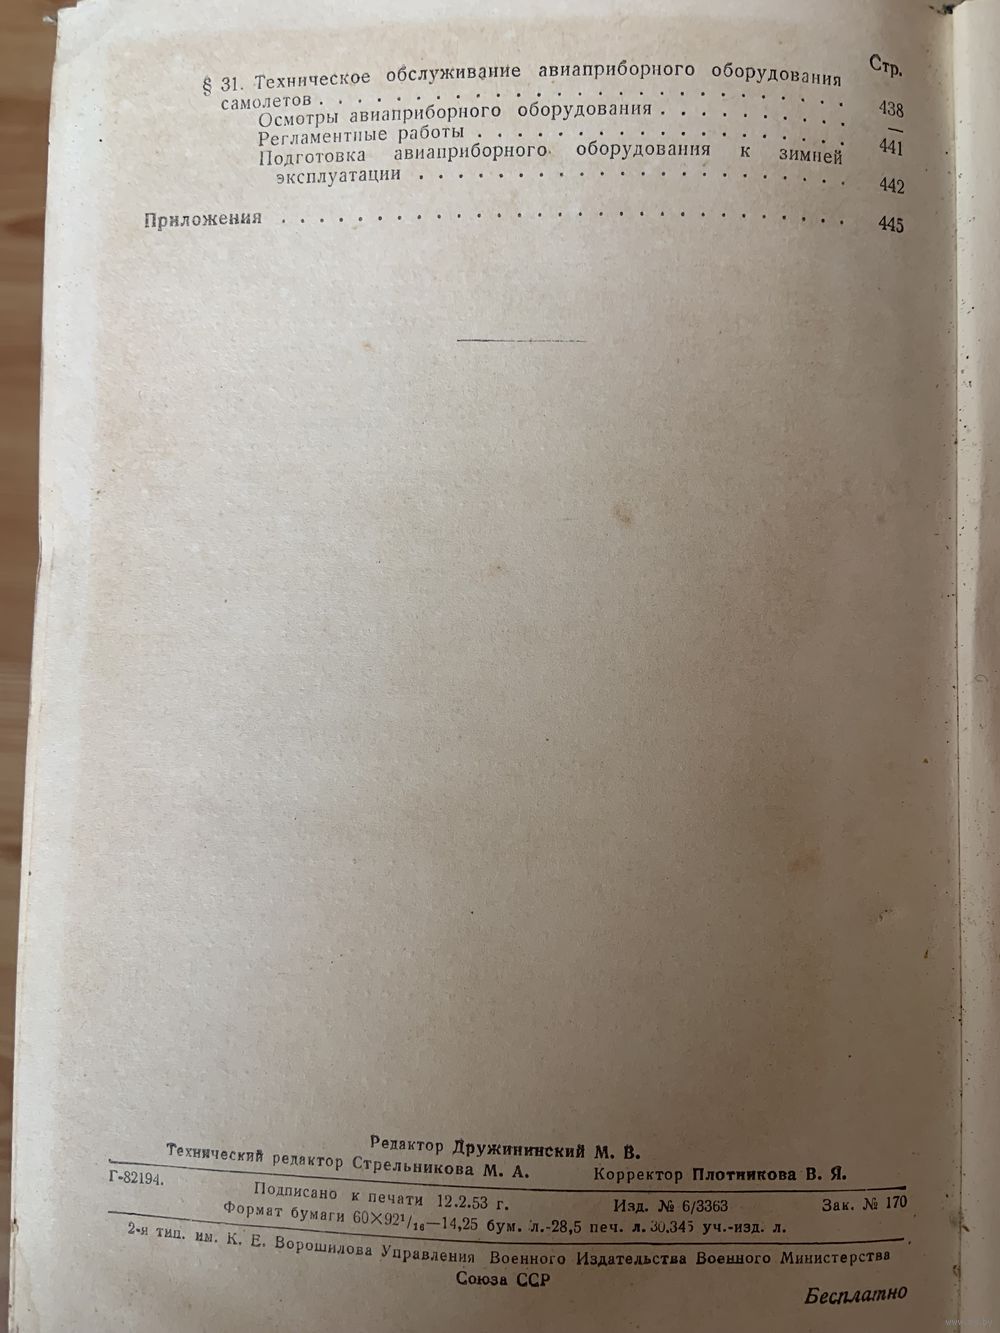 Стр.
§ 31. Техническое обслуживание авиаприборного оборудования
самолетов . . . . . . . . . . . . . . . . . . . . . . 438
Осмотры авиаприборного оборудования . . . . . . . . . . —
Регламентные работы . . . . . . . . . . . . . . . . . 441
Подготовка авиаприборного оборудования к зимней
эксплуатации . . . . . . . . . . . . . . . . . . . . 442
Приложения . . . . . . . . . . . . . . . . . . . . . . . 445
Редактор Дружининский М. В.
Технический редактор Стрельникова М. А. Корректор Плотникова В. Я.
Г-82194. Подписано к печати 12.2.53 г. Изд. № 6/3363 Зак. № 170
Формат бумаги 60×92¹/₁₆—14,25 бум. л.-28,5 печ. л. 30.345 уч.-изд. л.
2-я тип. им. К. Е. Ворошилова Управления Военного Издательства Военного Министерства
Союза ССР
Бесплатно